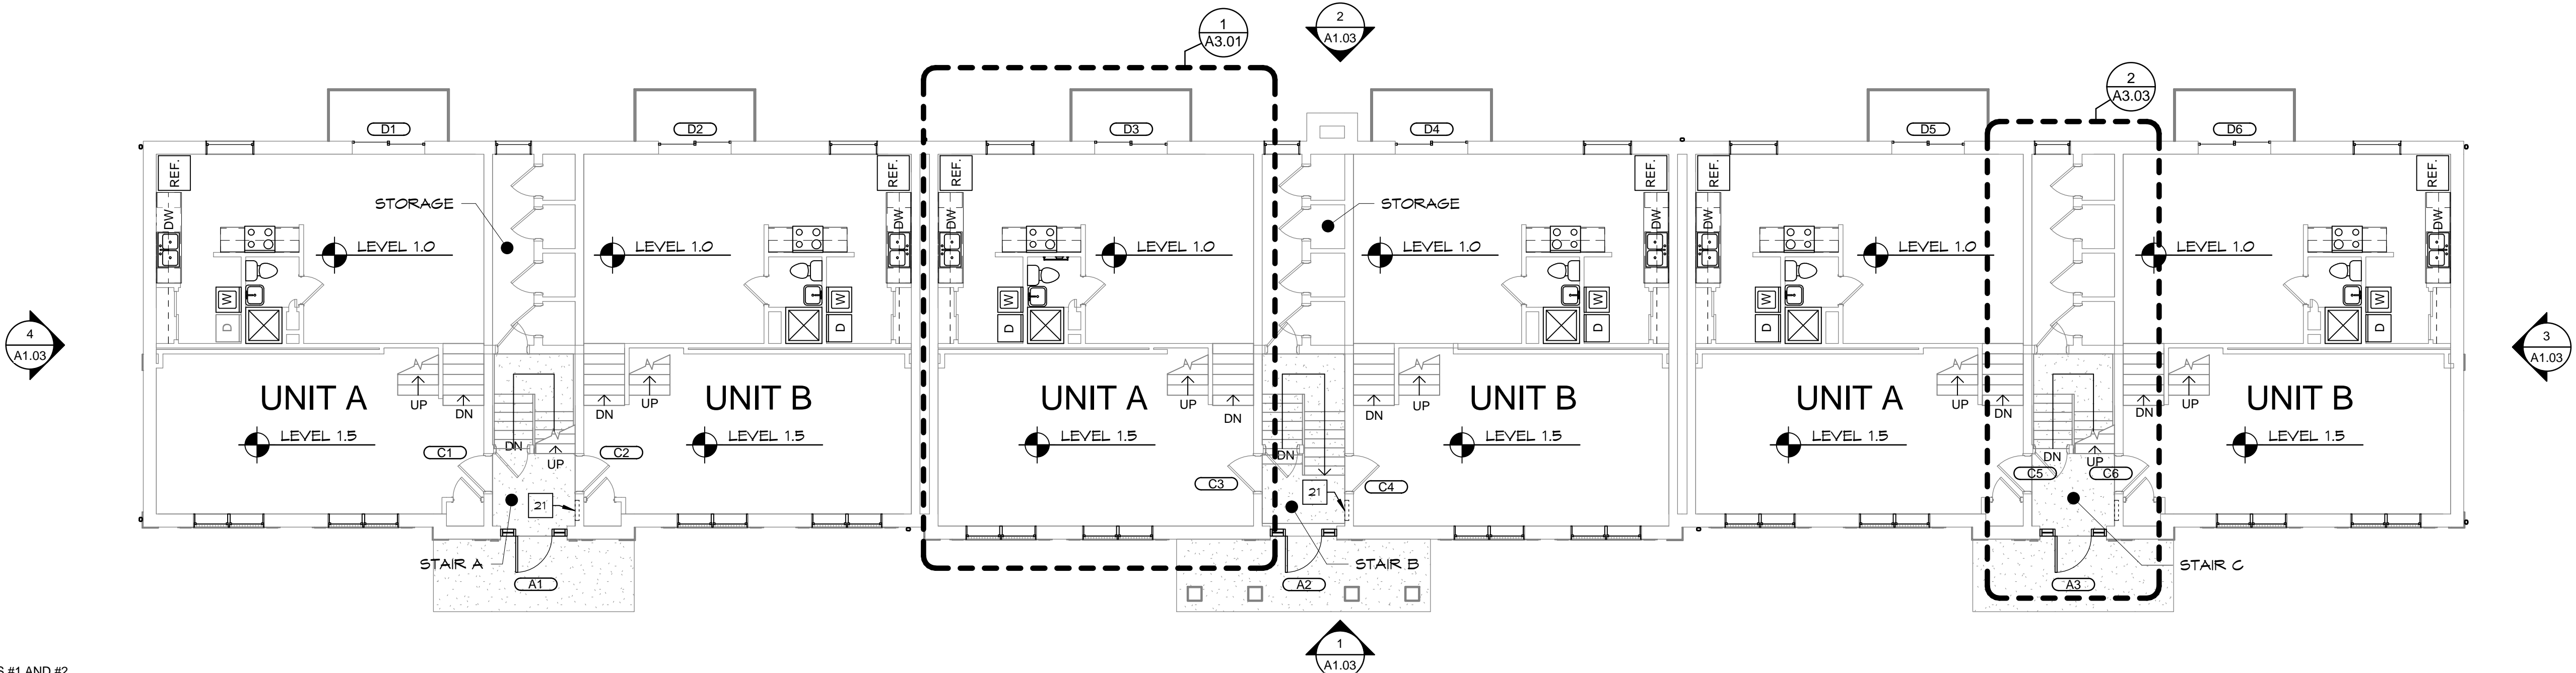 1
A3.01
2
A1.03
2
A3.03
D1
D2
D3
D4
D5
D6
REF.
REF.
REF.
REF.
REF.
REF.
DW
DW
DW
DW
DW
DW
STORAGE
STORAGE
LEVEL 1.0
LEVEL 1.0
LEVEL 1.0
LEVEL 1.0
LEVEL 1.0
LEVEL 1.0
W
W
W
W
W
W
D
D
D
D
D
D
4
A1.03
3
A1.03
UNIT A
UNIT B
UNIT A
UNIT B
UNIT A
UNIT B
UP
DN
DN
UP
UP
DN
DN
UP
UP
DN
DN
UP
LEVEL 1.5
LEVEL 1.5
LEVEL 1.5
LEVEL 1.5
LEVEL 1.5
LEVEL 1.5
DN
UP
DN
DN
UP
C1
C2
C3
C4
C5
C6
21
21
STAIR A
STAIR B
STAIR C
A1
A2
A3
1
A1.03
#1 AND #2